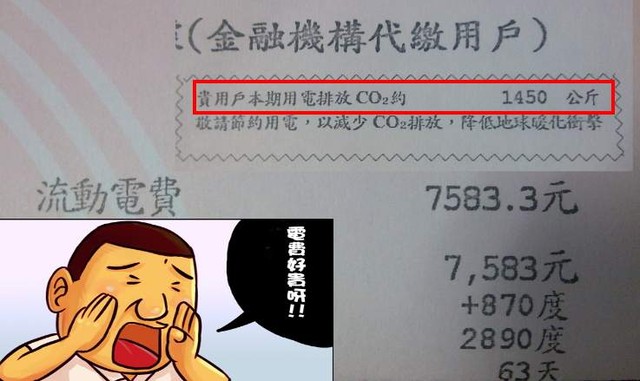 (金融機構代繳用戶)
貴用戶本期用電排放CO₂約 1450 公斤
敬請節約用電，以減少CO₂排放，降低地球暖化衝擊
流動電費 7583.3元
7,583元
+870度
2890度
63天
電費好貴呀!!